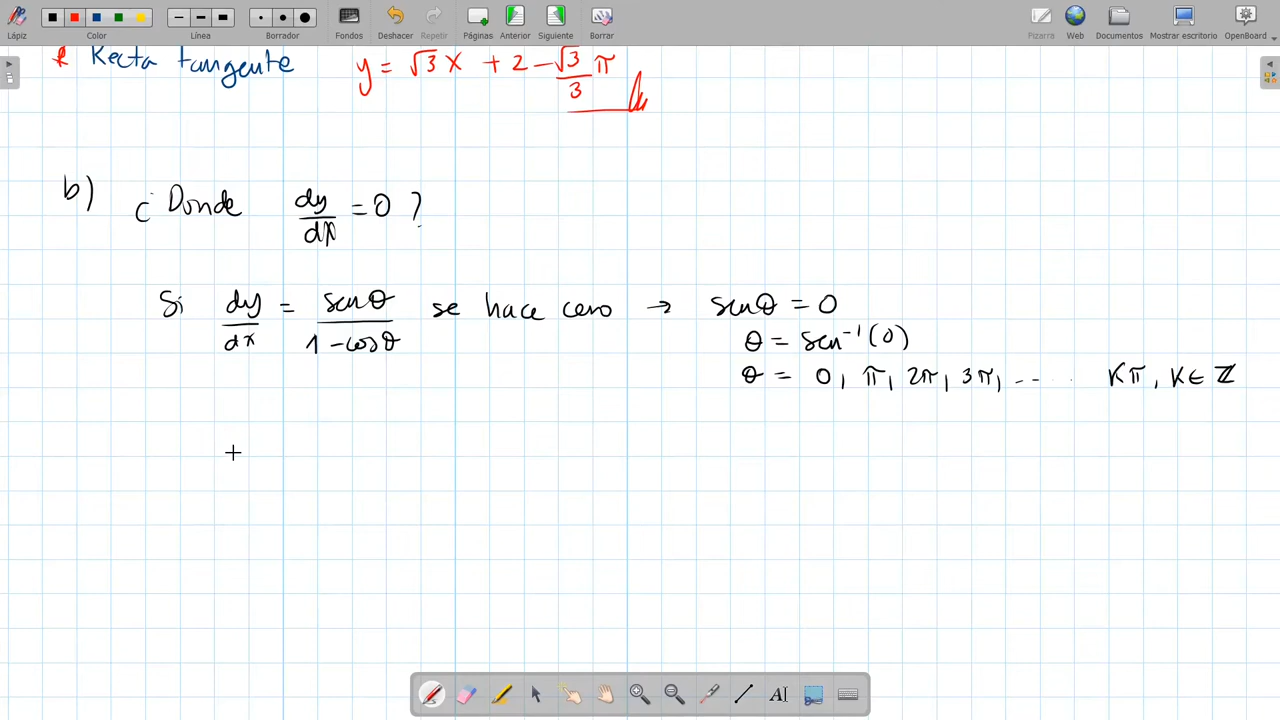 Lápiz Color Línea Borrador Fondos Deshacer Repetir Páginas Anterior Siguiente Borrar Pizarra Web Documentos Mostrar escritorio OpenBoard
Recta tangente y = √3 x + 2 - √3/3 π
b) ¿Donde dy/dx = 0?
Si dy/dx = senθ/(1 - cosθ) se hace cero → senθ = 0
θ = sen⁻¹(0)
θ = 0, π, 2π, 3π, ..... Kπ, K ∈ ℤ
AI